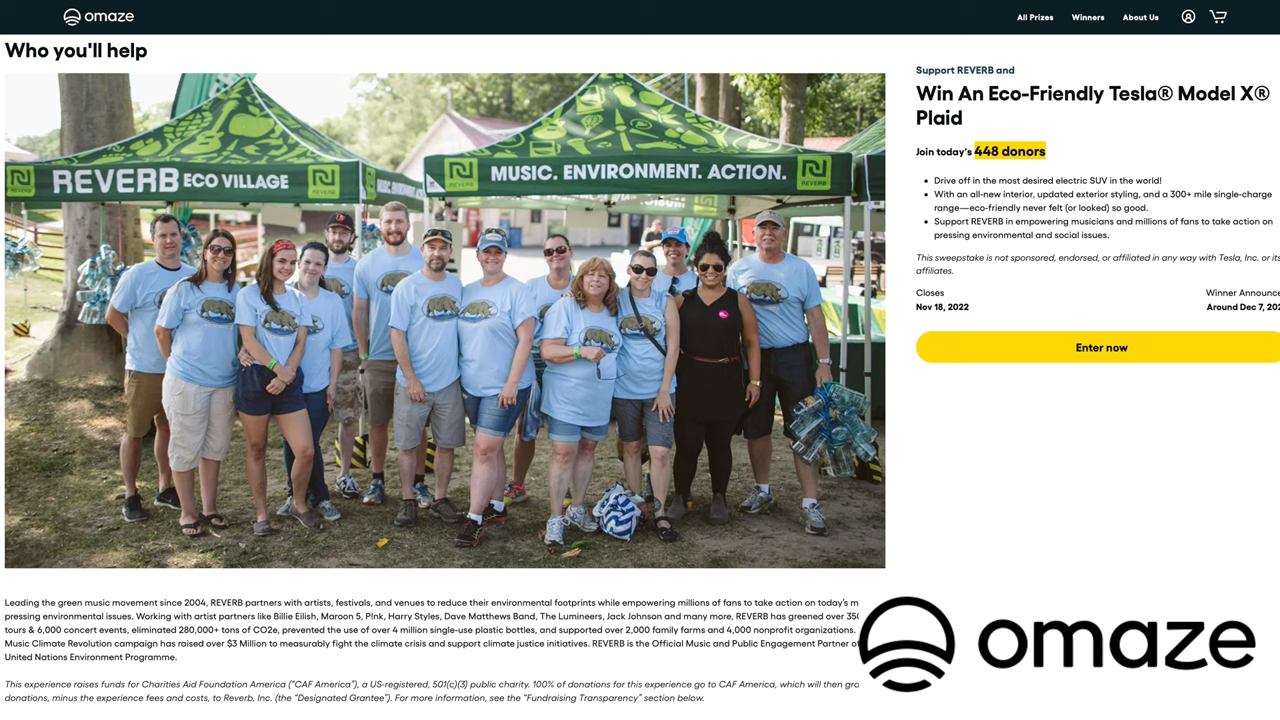 omaze
All Prizes
Winners
About Us
Who you'll help
REVERB ECO VILLAGE
REVERB
REVERB
MUSIC. ENVIRONMENT. ACTION.
REVERB
REVERB
Support REVERB and
Win An Eco-Friendly Tesla® Model X®
Plaid
Join today's 448 donors
• Drive off in the most desired electric SUV in the world!
• With an all-new interior, updated exterior styling, and a 300+ mile single-charge
range—eco-friendly never felt (or looked) so good.
• Support REVERB in empowering musicians and millions of fans to take action on
pressing environmental and social issues.
This sweepstake is not sponsored, endorsed, or affiliated in any way with Tesla, Inc. or its
affiliates.
Closes
Winner Announce
Nov 18, 2022
Around Dec 7, 202
Enter now
Leading the green music movement since 2004, REVERB partners with artists, festivals, and venues to reduce their environmental footprints while empowering millions of fans to take action on today's m
pressing environmental issues. Working with artist partners like Billie Eilish, Maroon 5, P!nk, Harry Styles, Dave Matthews Band, The Lumineers, Jack Johnson and many more, REVERB has greened over 350
tours & 6,000 concert events, eliminated 280,000+ tons of CO2e, prevented the use of over 4 million single-use plastic bottles, and supported over 2,000 family farms and 4,000 nonprofit organizations.
Music Climate Revolution campaign has raised over $3 Million to measurably fight the climate crisis and support climate justice initiatives. REVERB is the Official Music and Public Engagement Partner of
United Nations Environment Programme.
This experience raises funds for Charities Aid Foundation America ("CAF America"), a US-registered, 501(c)(3) public charity. 100% of donations for this experience go to CAF America, which will then gra
donations, minus the experience fees and costs, to Reverb, Inc. (the "Designated Grantee"). For more information, see the "Fundraising Transparency" section below.
omaze